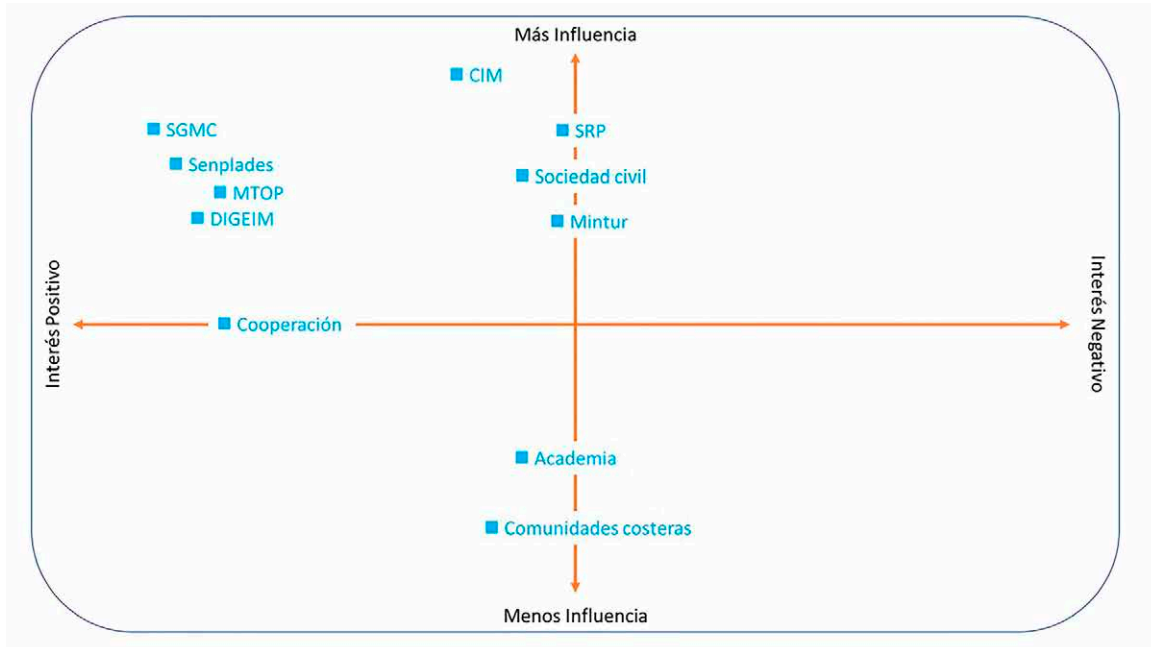 Más Influencia
CIM
SGMC
SRP
Senplades
Sociedad civil
MTOP
DIGEIM
Mintur
Interés Positivo
Cooperación
Interés Negativo
Academia
Comunidades costeras
Menos Influencia